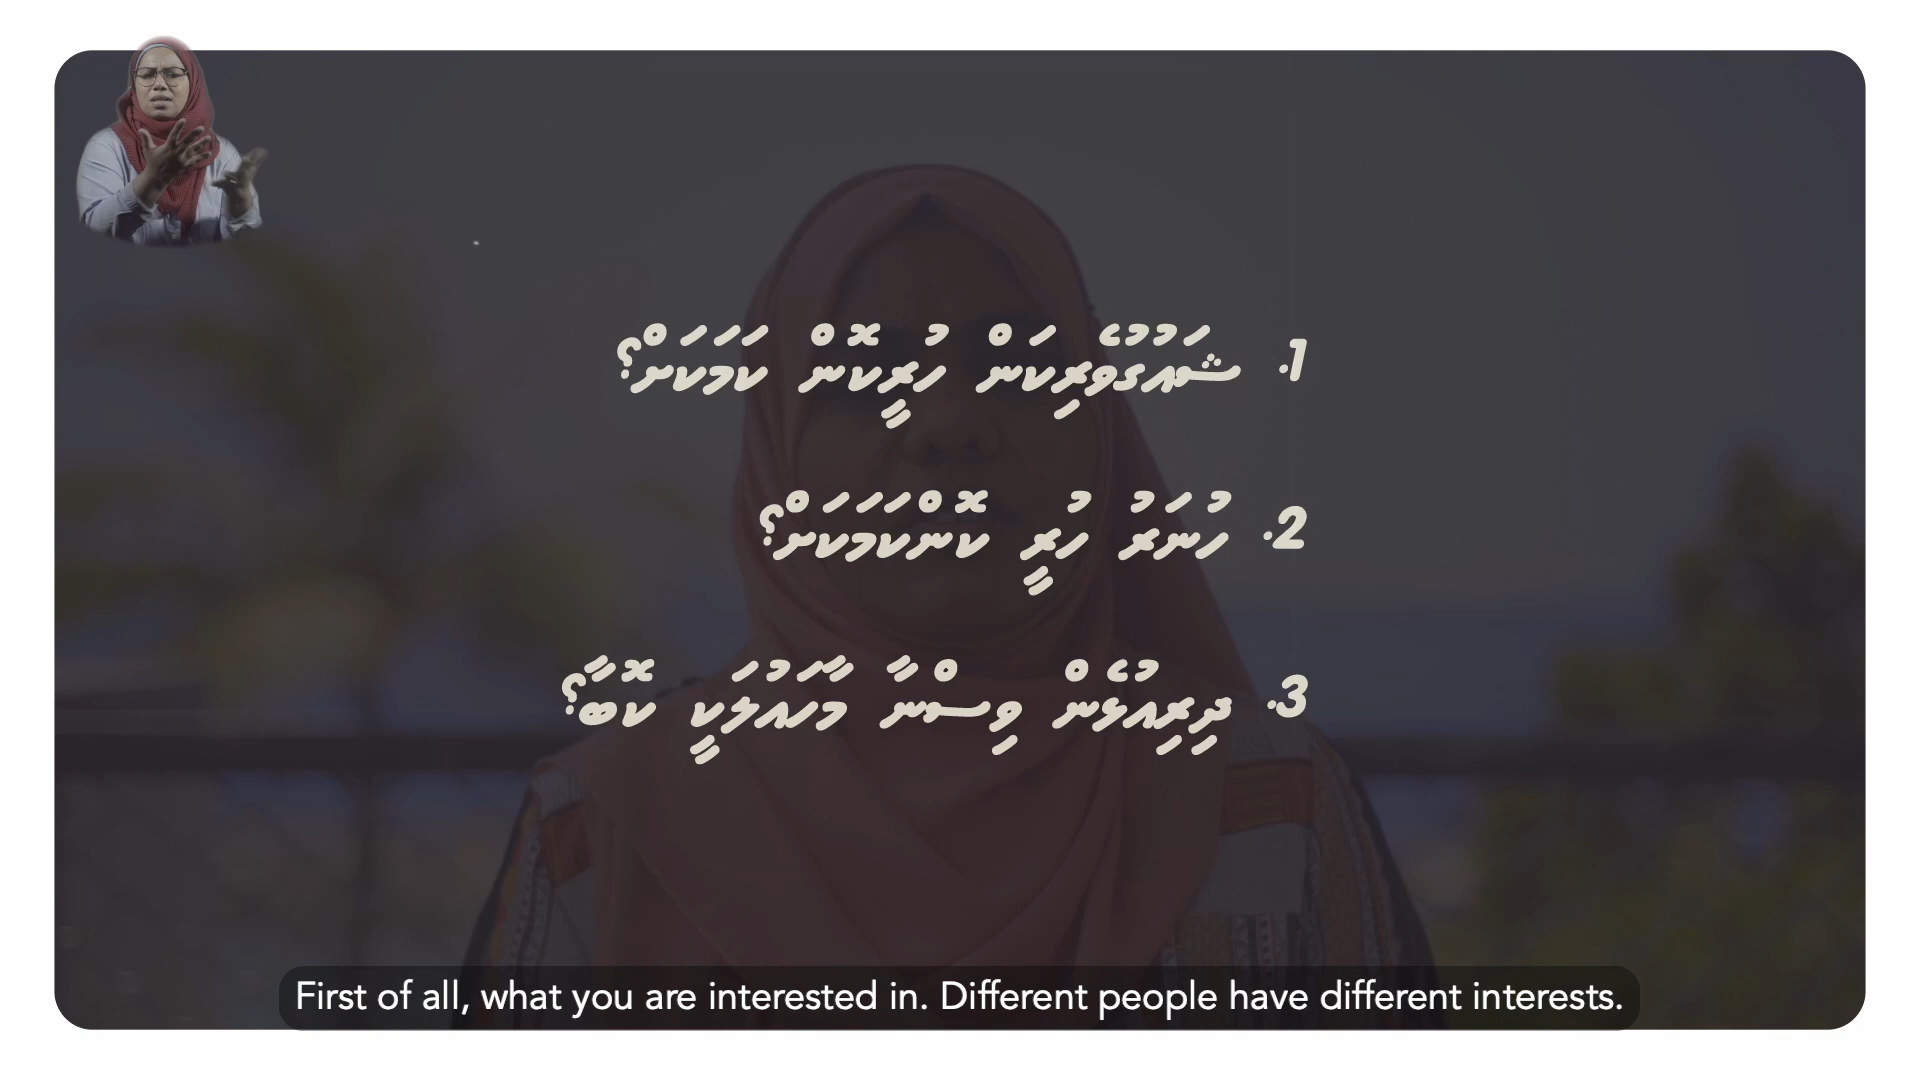 1. ޝައުގުވެރިކަން ހުރީކޮން ކަމަކަށް؟
2. ހުނަރު ހުރީ ކޮންކަމަކަށް؟
3. ދިރިއުޅެން ވިސްނާ މާހައުލަކީ ކޮބާ؟
First of all, what you are interested in. Different people have different interests.